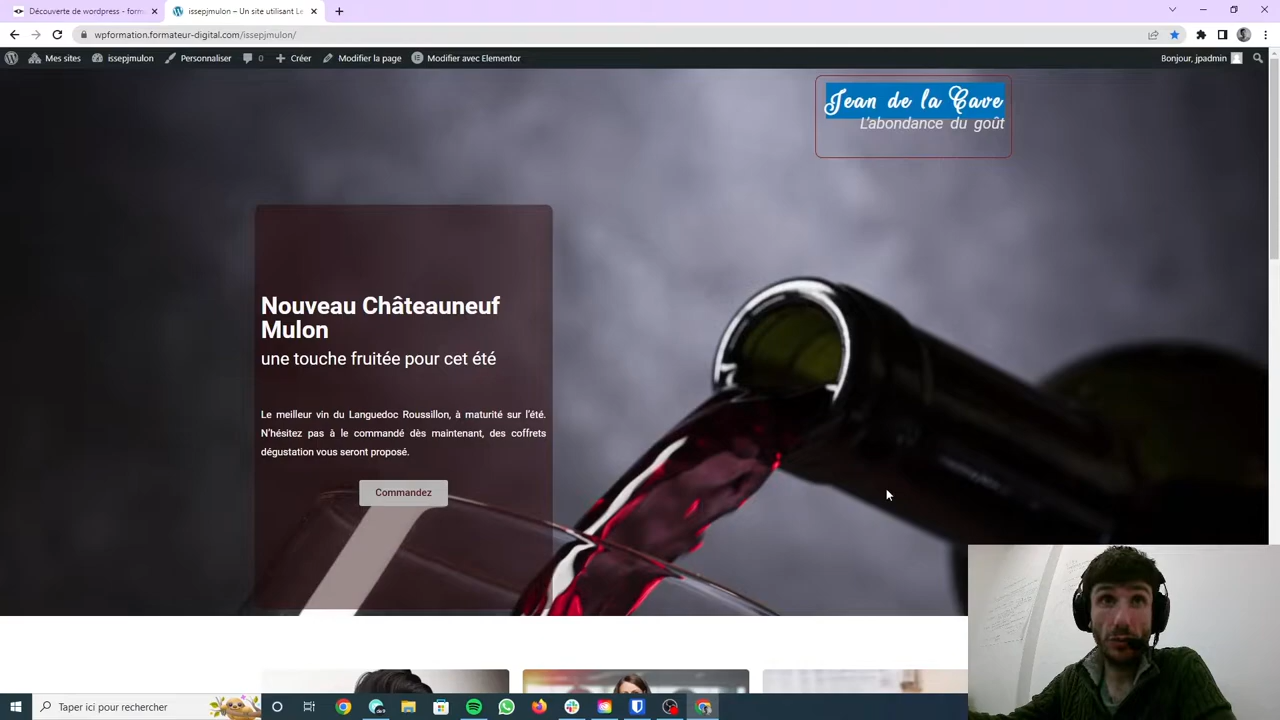 Découverte de wordpress - form
issepjmulon – Un site utilisant Le
wpformation.formateur-digital.com/issepjmulon/
Mes sites
issepjmulon
Personnaliser
0
Créer
Modifier la page
Modifier avec Elementor
Bonjour, jpadmin
Jean de la Cave
L'abondance du goût
Nouveau Châteauneuf
Mulon
une touche fruitée pour cet été
Le meilleur vin du Languedoc Roussillon, à maturité sur l'été.
N'hésitez pas à le commandé dès maintenant, des coffrets
dégustation vous seront proposé.
Commandez
Taper ici pour rechercher